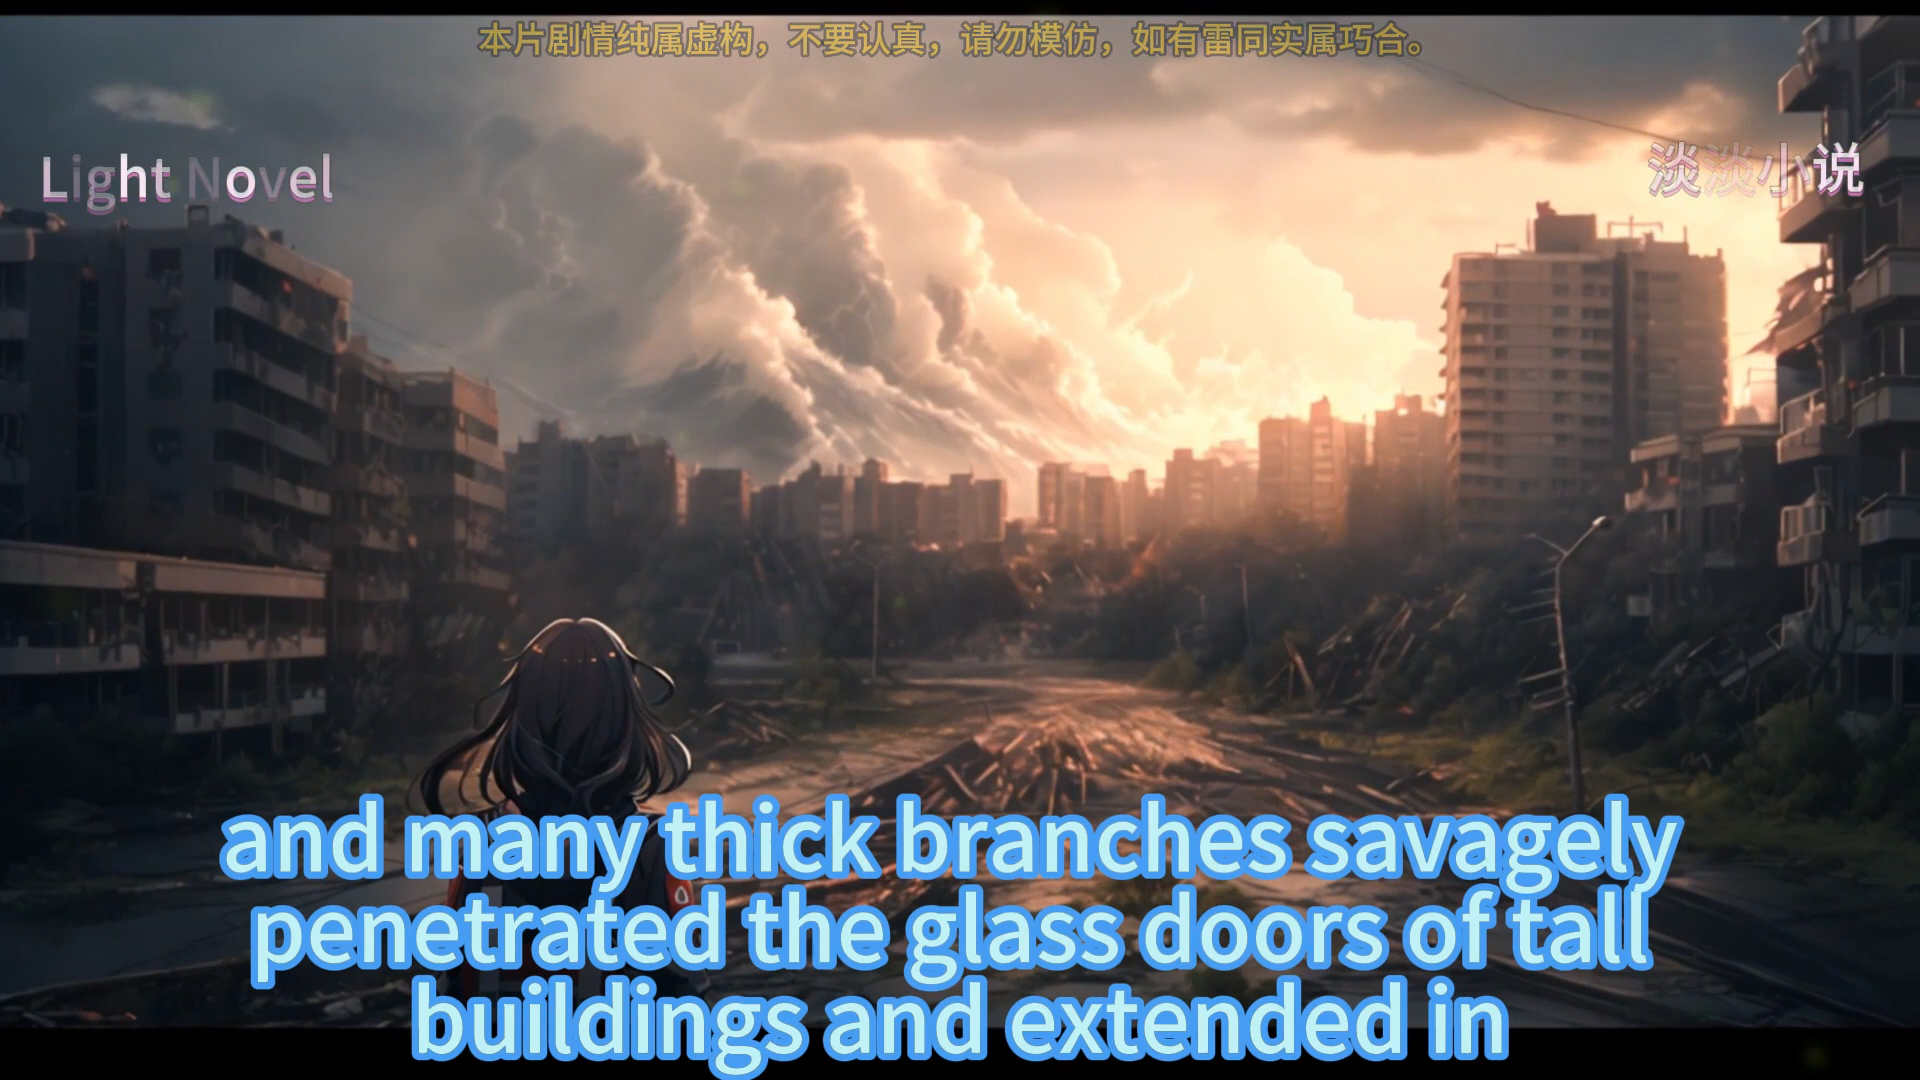 本片剧情纯属虚构，不要认真，请勿模仿，如有雷同实属巧合。
Light Novel
淡淡小说
and many thick branches savagely
penetrated the glass doors of tall
buildings and extended in